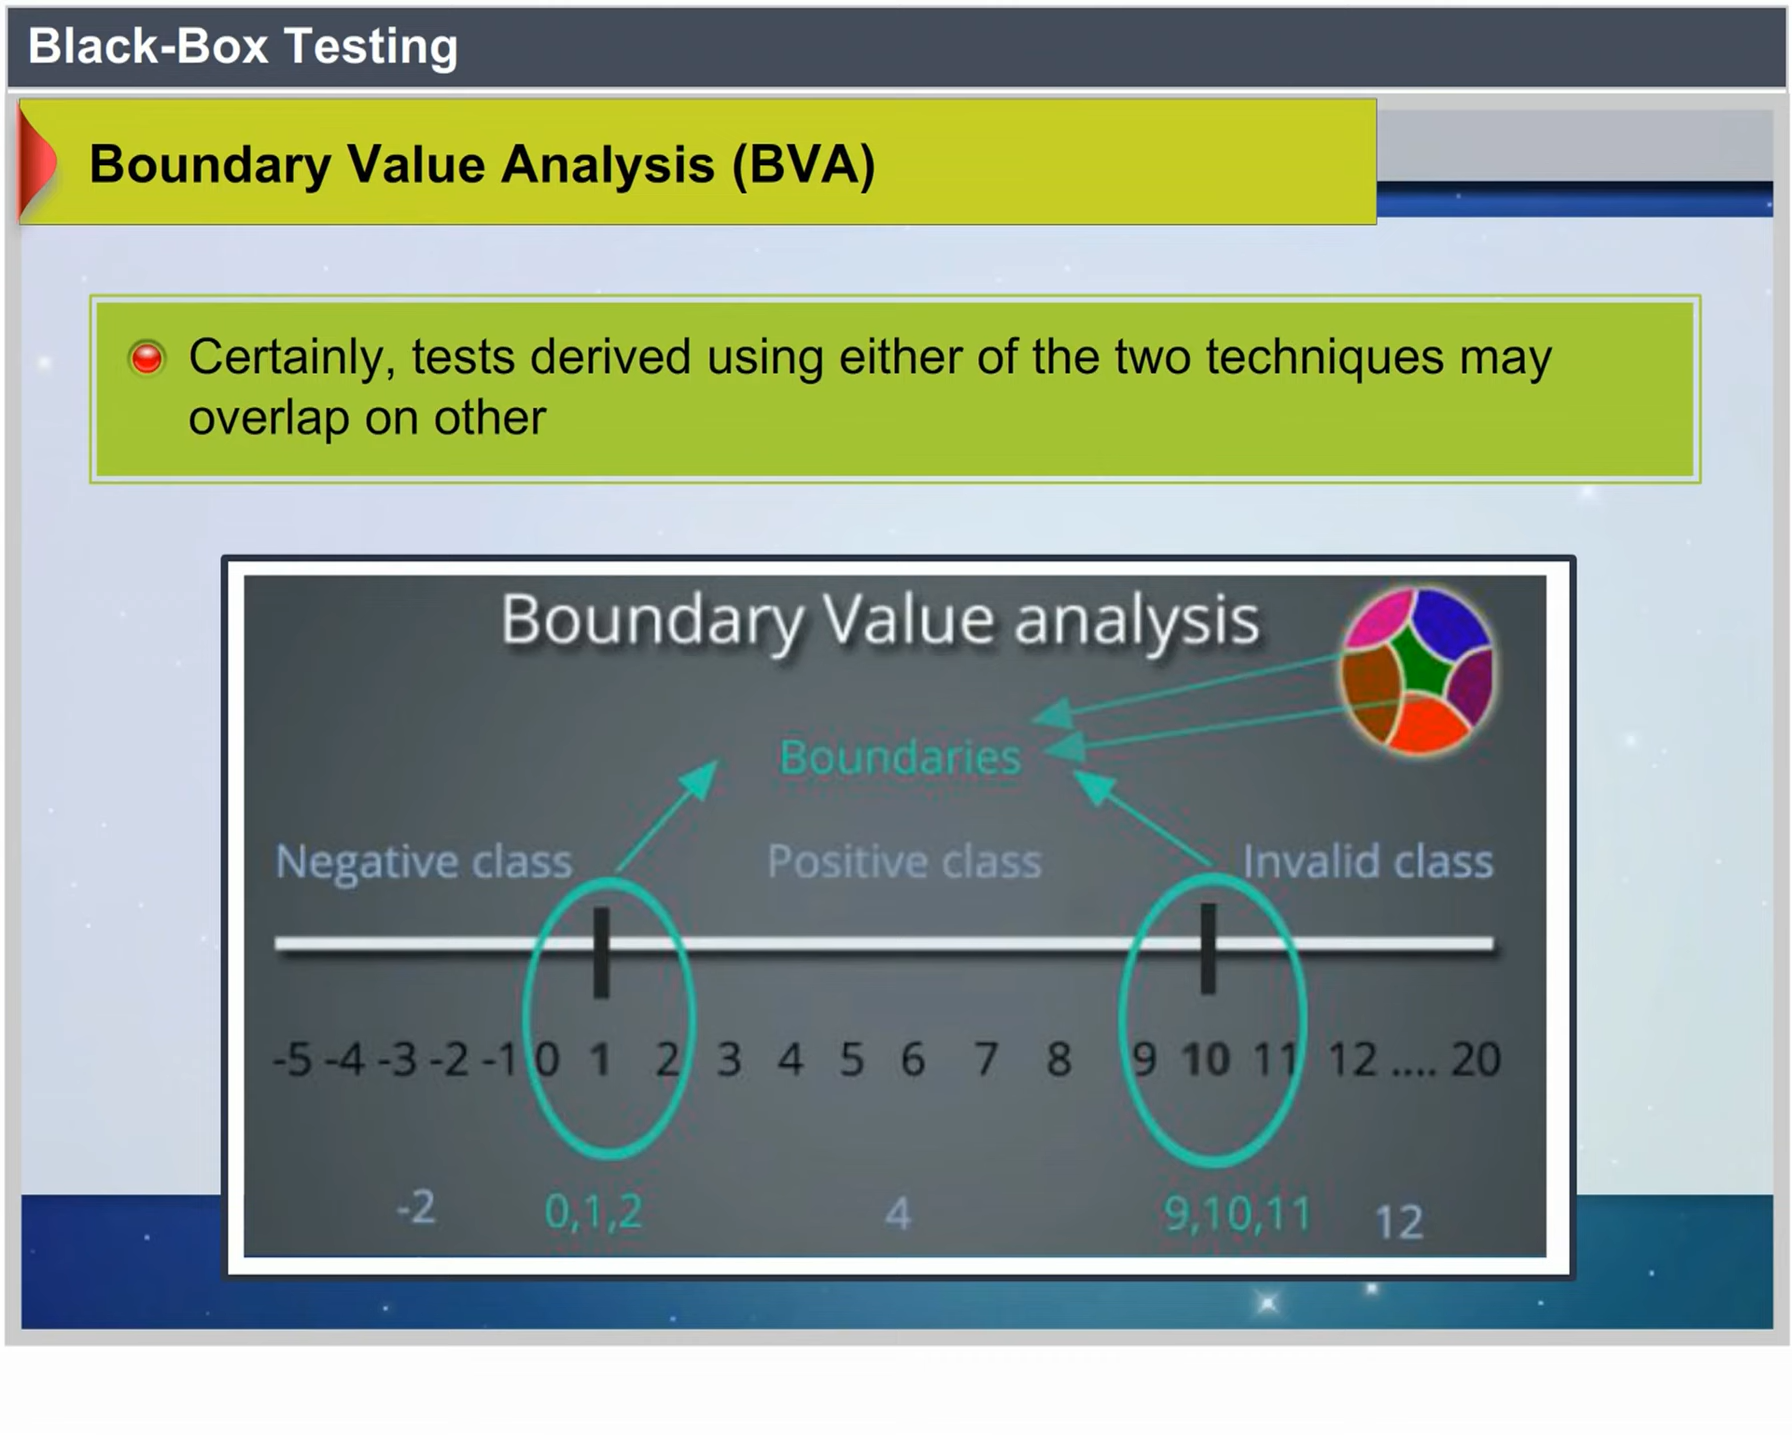 Black-Box Testing
Boundary Value Analysis (BVA)
Certainly, tests derived using either of the two techniques may
overlap on other
Boundary Value analysis
Boundaries
Negative class Positive class Invalid class
-5 -4 -3 -2 -1 0 1 2 3 4 5 6 7 8 9 10 11 12 .... 20
-2 0,1,2 4 9,10,11 12